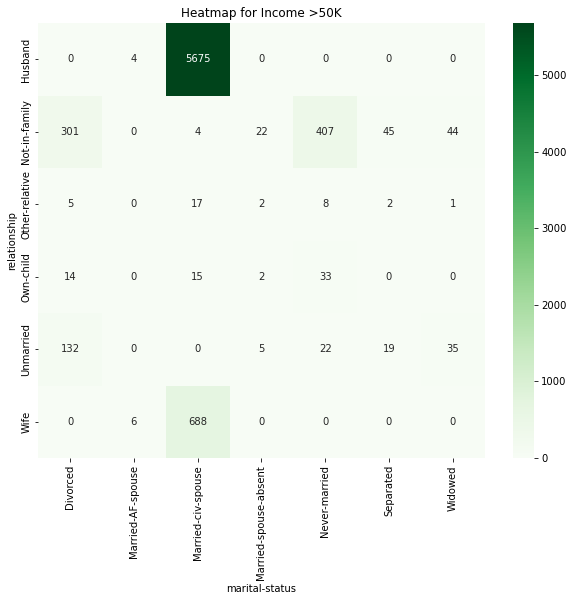 Heatmap for Income >50K
relationship
Husband 0 4 5675 0 0 0 0
Not-in-family 301 0 4 22 407 45 44
Other-relative 5 0 17 2 8 2 1
Own-child 14 0 15 2 33 0 0
Unmarried 132 0 0 5 22 19 35
Wife 0 6 688 0 0 0 0
Divorced
Married-AF-spouse
Married-civ-spouse
Married-spouse-absent
Never-married
Separated
Widowed
marital-status
5000
4000
3000
2000
1000
0